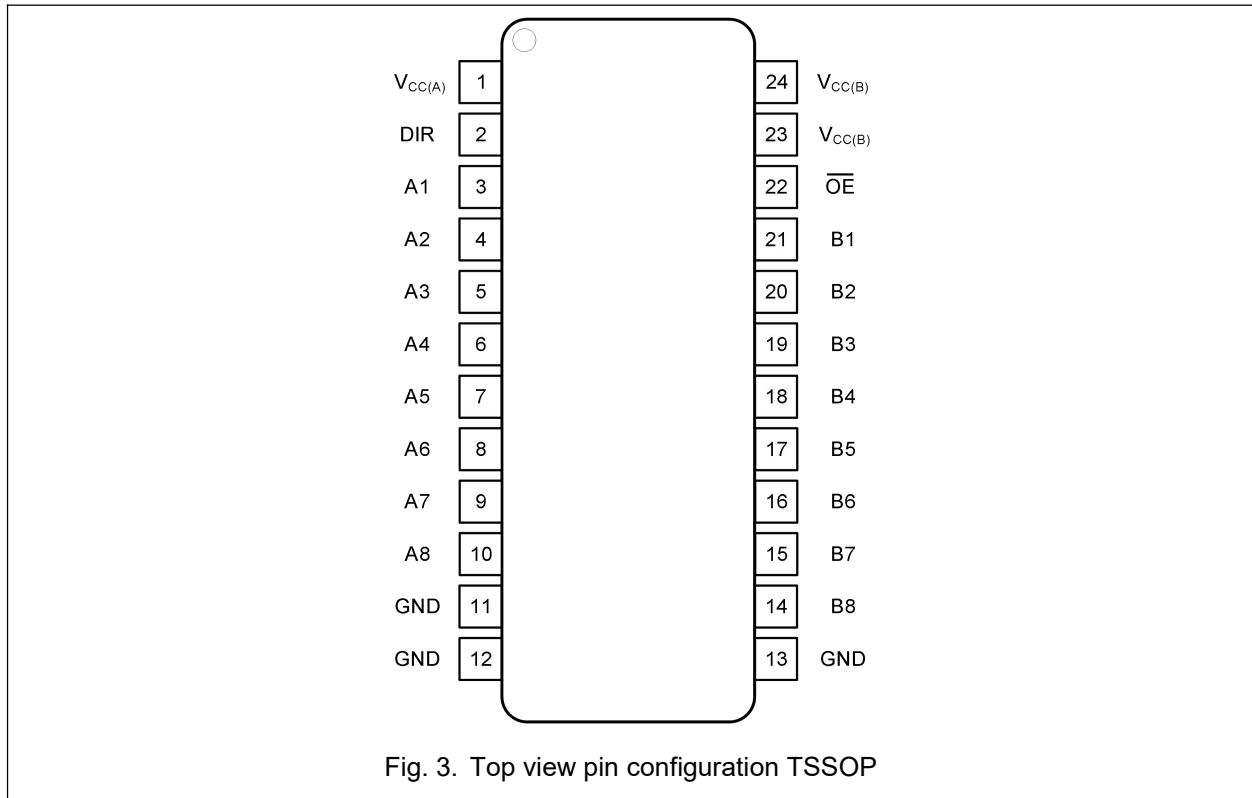 VCC(A) 1 24 VCC(B)
DIR 2 23 VCC(B)
A1 3 22 O̅E̅
A2 4 21 B1
A3 5 20 B2
A4 6 19 B3
A5 7 18 B4
A6 8 17 B5
A7 9 16 B6
A8 10 15 B7
GND 11 14 B8
GND 12 13 GND
Fig. 3. Top view pin configuration TSSOP